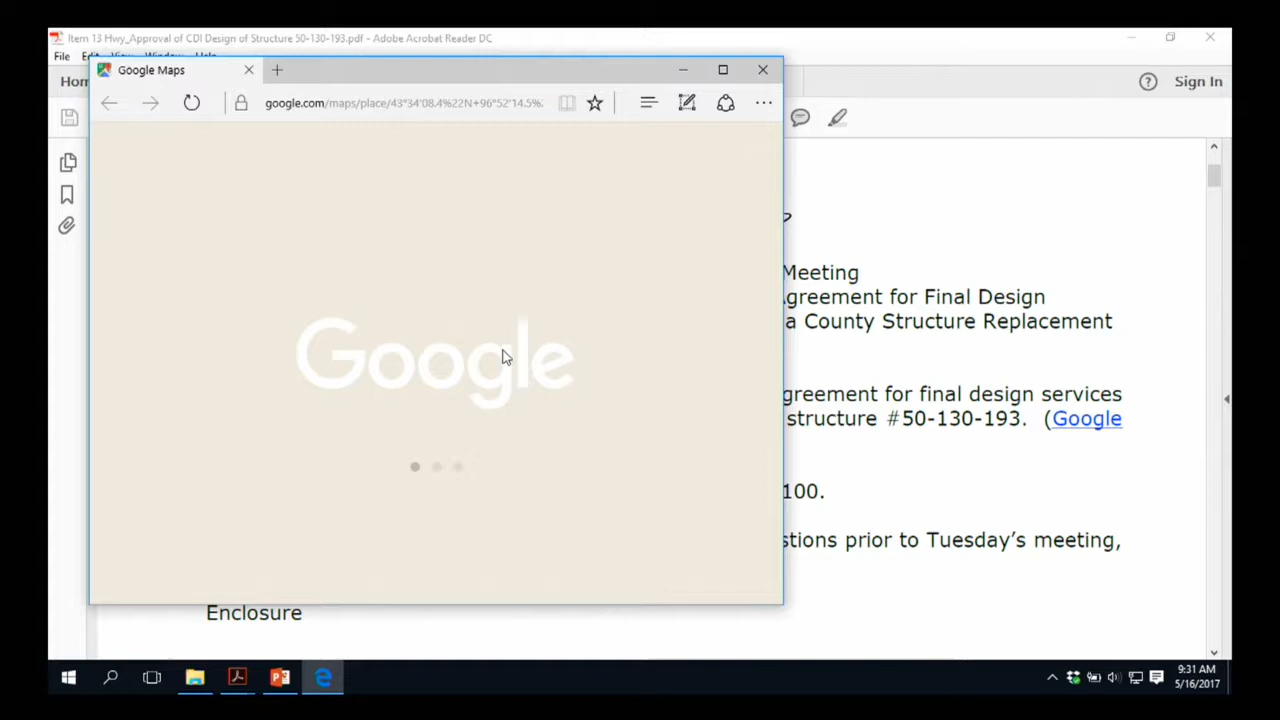 Item 13 Hwy_Approval of CDI Design of Structure 50-130-193.pdf - Adobe Acrobat Reader DC
File
Google Maps
google.com/maps/place/43°34'08.4%22N+96°52'14.5%
Sign In
Meeting
greement for Final Design
a County Structure Replacement
Google
greement for final design services
structure #50-130-193. (Google
100.
stions prior to Tuesday's meeting,
Enclosure
9:31 AM
5/16/2017